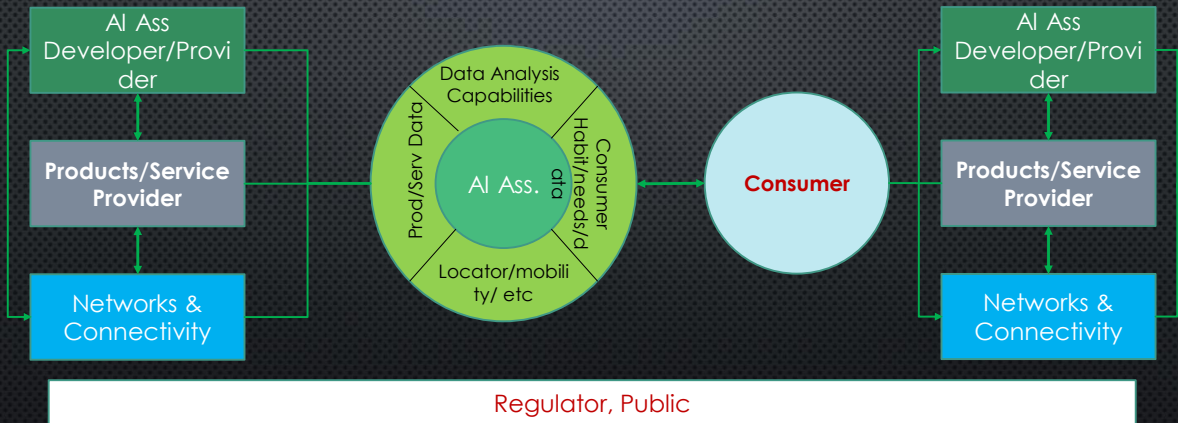 AI Ass
Developer/Provi
der
Products/Service
Provider
Networks &
Connectivity
Data Analysis
Capabilities
Prod/Serv Data
AI Ass.
Consumer
Habit/needs/d
ata
Locator/mobili
ty/ etc
Consumer
AI Ass
Developer/Provi
der
Products/Service
Provider
Networks &
Connectivity
Regulator, Public